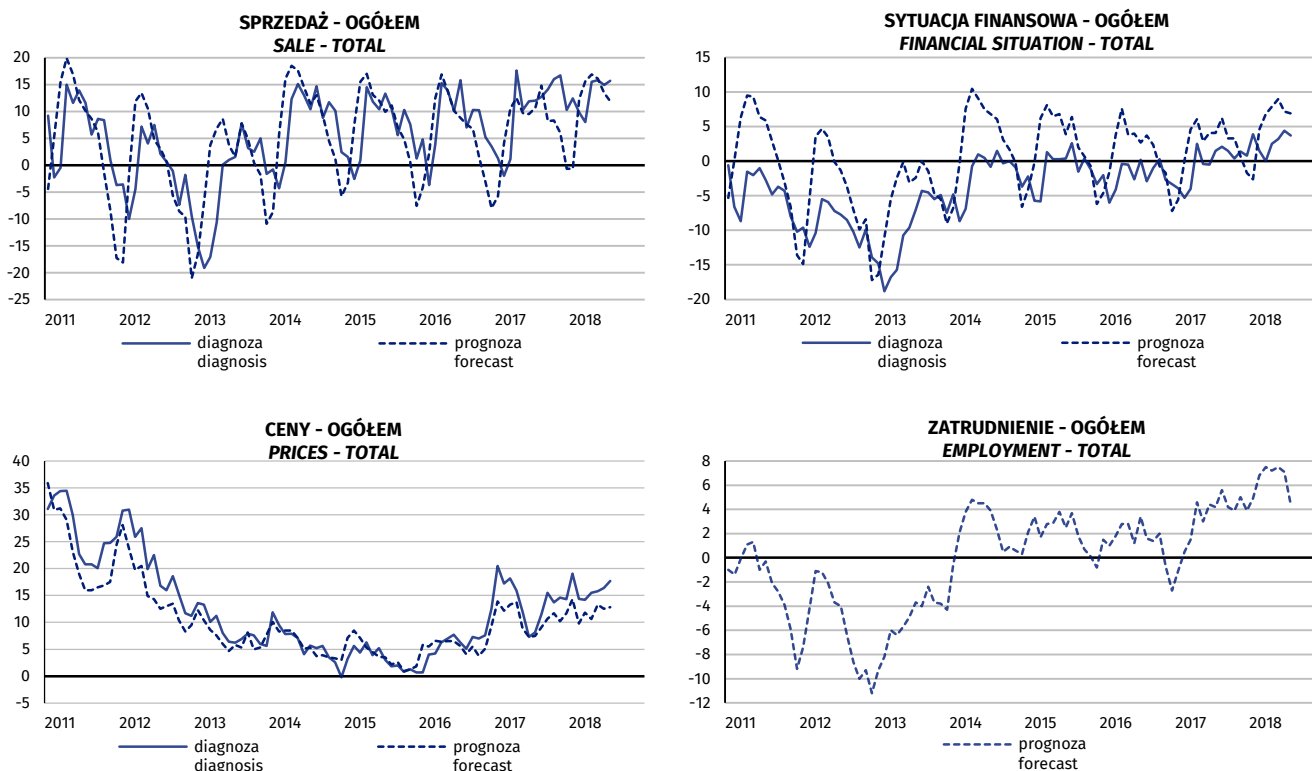 SPRZEDAŻ - OGÓŁEM
SALE - TOTAL
20
15
10
5
0
-5
-10
-15
-20
-25
2011 2012 2013 2014 2015 2016 2017 2018
diagnoza
diagnosis
prognoza
forecast
SYTUACJA FINANSOWA - OGÓŁEM
FINANCIAL SITUATION - TOTAL
15
10
5
0
-5
-10
-15
-20
2011 2012 2013 2014 2015 2016 2017 2018
diagnoza
diagnosis
prognoza
forecast
CENY - OGÓŁEM
PRICES - TOTAL
40
35
30
25
20
15
10
5
0
-5
2011 2012 2013 2014 2015 2016 2017 2018
diagnoza
diagnosis
prognoza
forecast
ZATRUDNIENIE - OGÓŁEM
EMPLOYMENT - TOTAL
8
6
4
2
0
-2
-4
-6
-8
-10
-12
2011 2012 2013 2014 2015 2016 2017 2018
prognoza
forecast